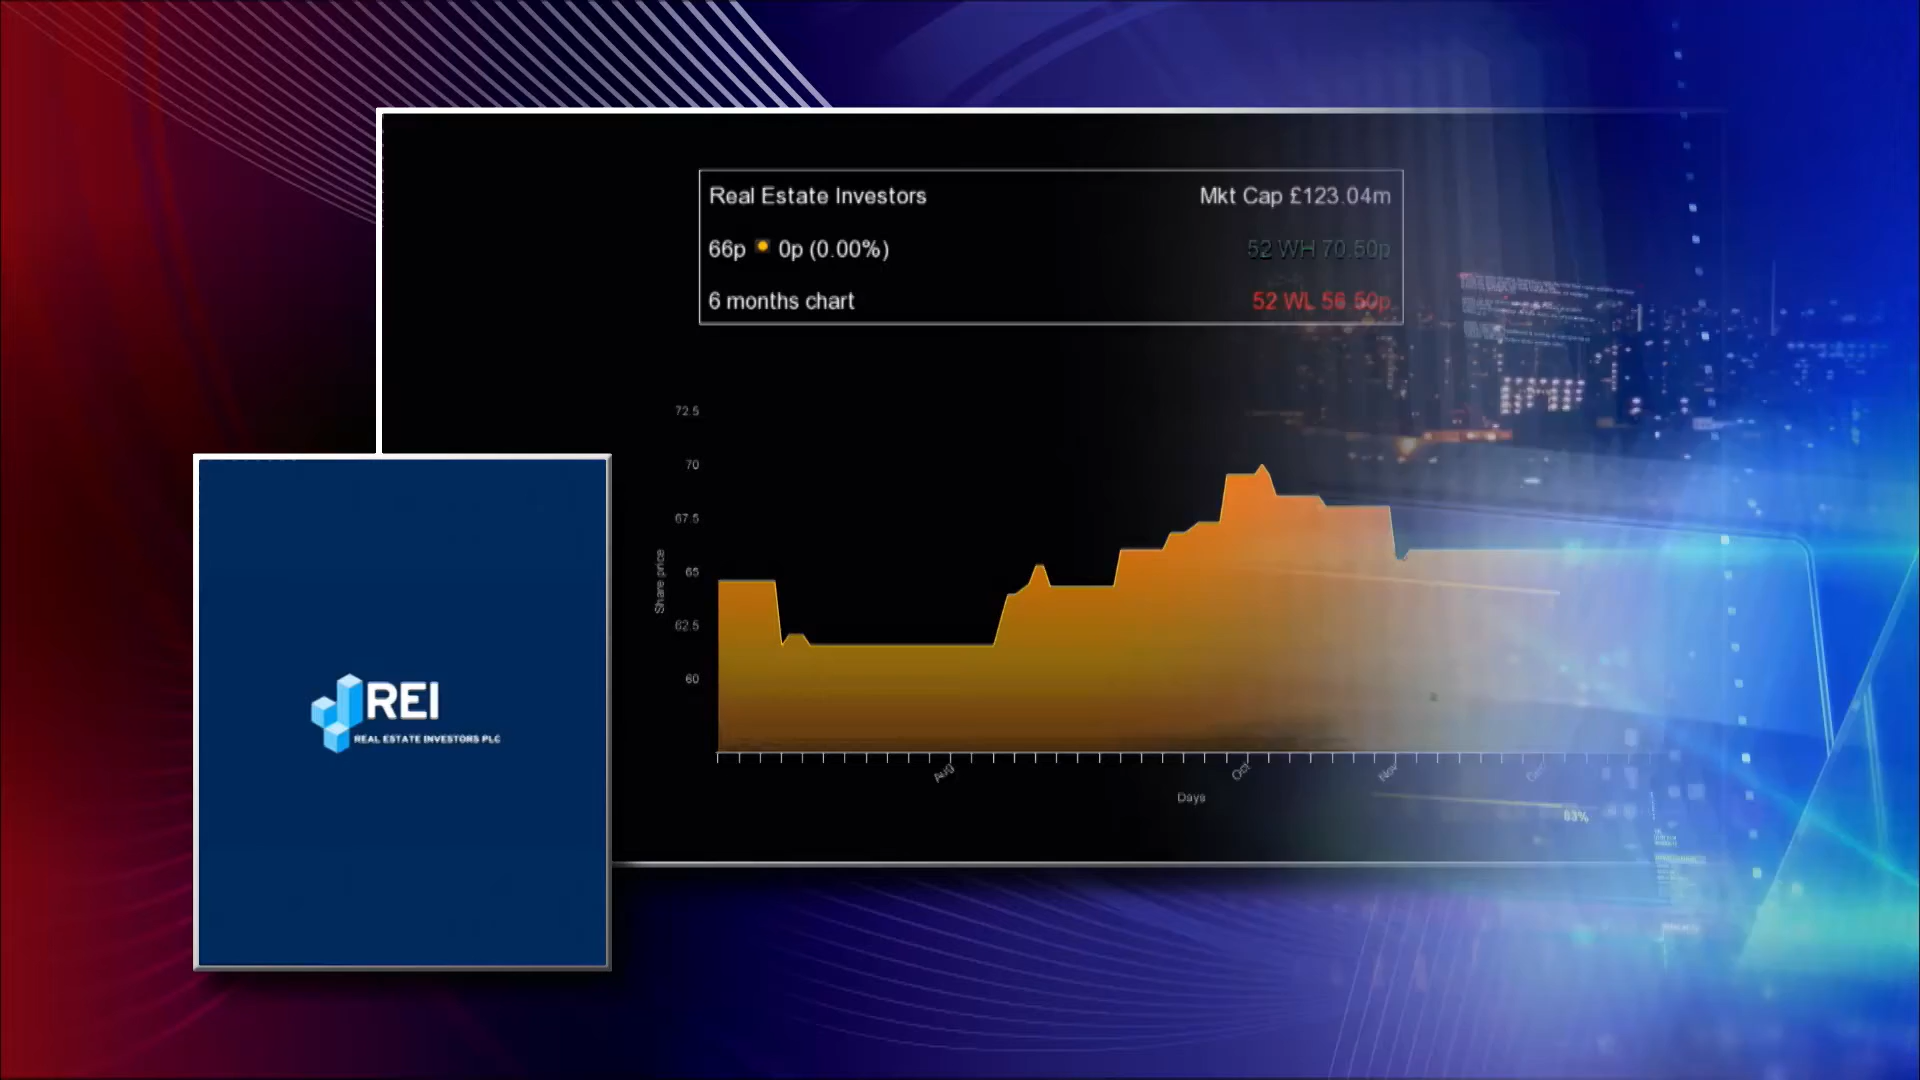 Real Estate Investors
Mkt Cap £123.04m
66p 0p (0.00%)
52 WH 70.50p
6 months chart
52 WL 56.50p
72.5
70
67.5
65
62.5
60
Share price
Aug
Oct
Nov
Dec
Days
83%
REI
REAL ESTATE INVESTORS PLC